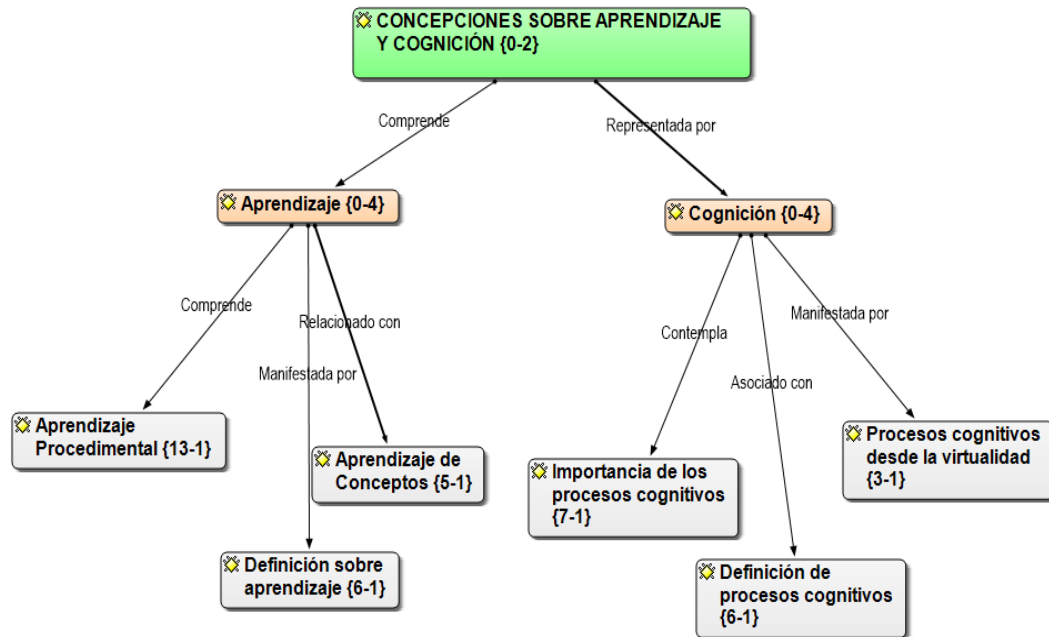 CONCEPCIONES SOBRE APRENDIZAJE
Y COGNICIÓN {0-2}
Comprende
Representada por
Aprendizaje {0-4}
Cognición {0-4}
Comprende
Relacionado con
Manifestada por
Contempla
Manifestada por
Asociado con
Aprendizaje
Procedimental {13-1}
Aprendizaje de
Conceptos {5-1}
Definición sobre
aprendizaje {6-1}
Importancia de los
procesos cognitivos
{7-1}
Procesos cognitivos
desde la virtualidad
{3-1}
Definición de
procesos cognitivos
{6-1}